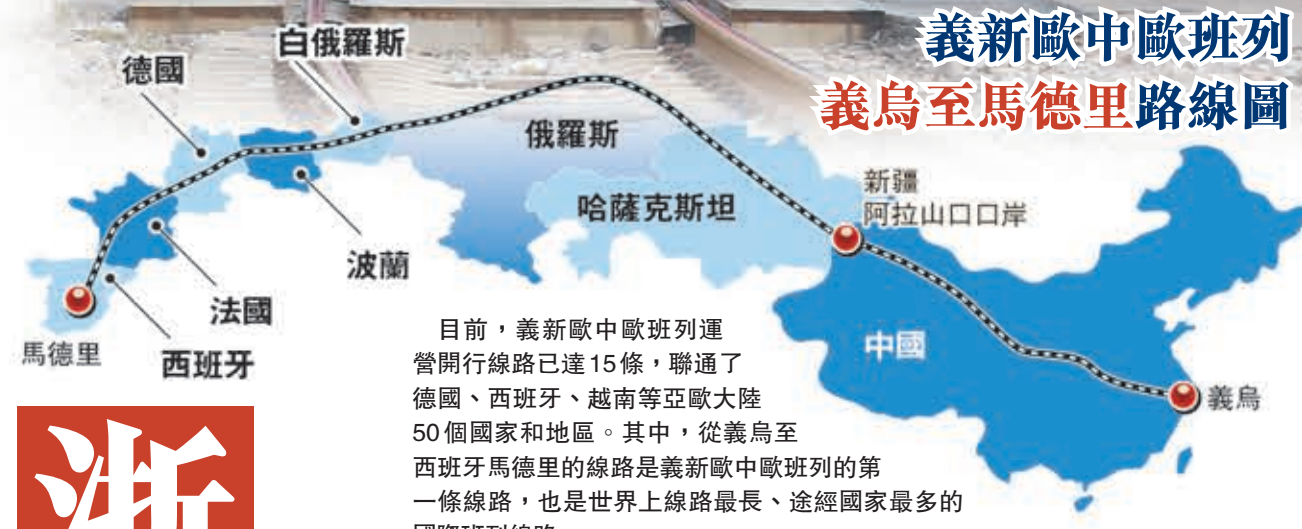 義新歐中歐班列
義烏至馬德里路線圖
白俄羅斯
德國
俄羅斯
新疆
阿拉山口口岸
哈薩克斯坦
波蘭
法國
馬德里
西班牙
中國
義烏
目前，義新歐中歐班列運
營開行線路已達15條，聯通了
德國、西班牙、越南等亞歐大陸
50個國家和地區。其中，從義烏至
西班牙馬德里的線路是義新歐中歐班列的第
一條線路，也是世界上線路最長、途經國家最多的
浙